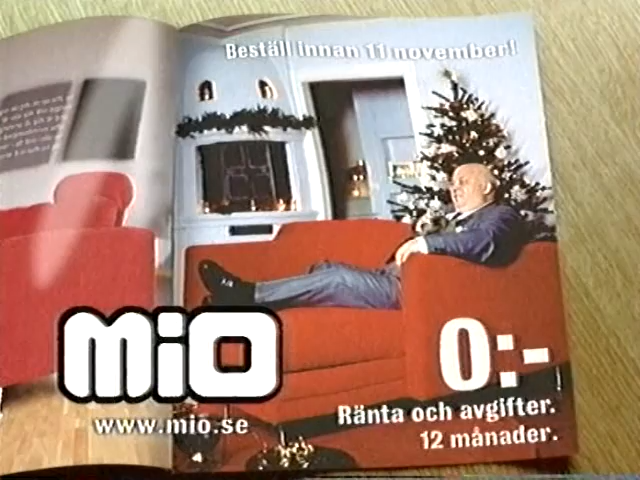 Beställ innan 11 november!
MiO
www.mio.se
0:-
Ränta och avgifter.
12 månader.